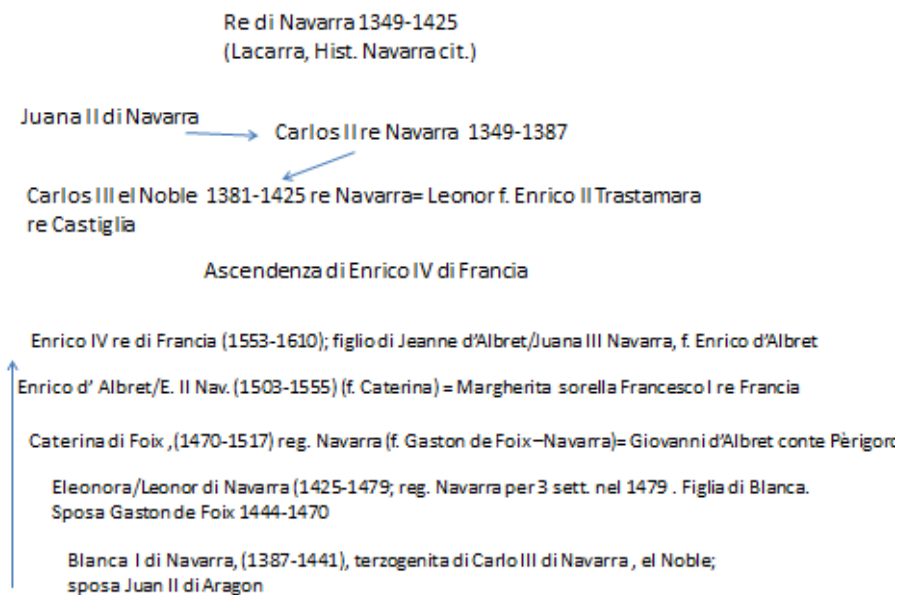 Re di Navarra 1349-1425
(Lacarra, Hist. Navarra cit.)
Juana II di Navarra
Carlos II re Navarra 1349-1387
Carlos III el Noble 1381-1425 re Navarra= Leonor f. Enrico II Trastamara
re Castiglia
Ascendenza di Enrico IV di Francia
Enrico IV re di Francia (1553-1610); figlio di Jeanne d'Albret/Juana III Navarra, f. Enrico d'Albret
Enrico d' Albret/E. II Nav. (1503-1555) (f. Caterina) = Margherita sorella Francesco I re Francia
Caterina di Foix ,(1470-1517) reg. Navarra (f. Gaston de Foix–Navarra)= Giovanni d'Albret conte Pèrigord
Eleonora/Leonor di Navarra (1425-1479; reg. Navarra per 3 sett. nel 1479 . Figlia di Blanca.
Sposa Gaston de Foix 1444-1470
Blanca I di Navarra, (1387-1441), terzogenita di Carlo III di Navarra , el Noble;
sposa Juan II di Aragon